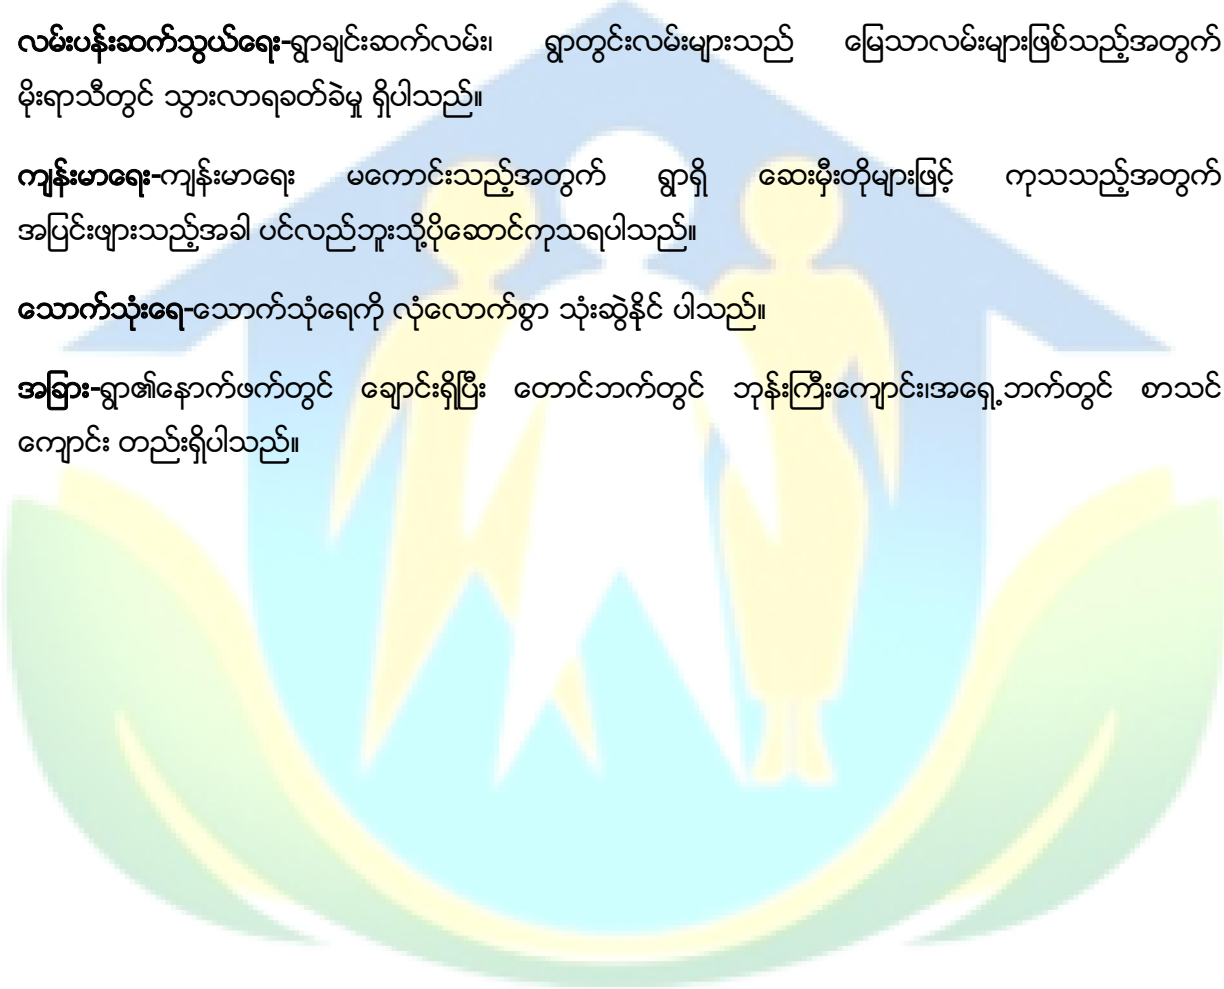 လမ်းပန်းဆက်သွယ်ရေး-ရွာချင်းဆက်လမ်း၊ ရွာတွင်းလမ်းများသည် မြေသာလမ်းများဖြစ်သည့်အတွက်
မိုးရာသီတွင် သွားလာရခတ်ခဲမှု ရှိပါသည်။
ကျန်းမာရေး-ကျန်းမာရေး မကောင်းသည့်အတွက် ရွာရှိ ဆေးမှီးတိုများဖြင့် ကုသသည့်အတွက်
အပြင်းဖျားသည့်အခါ ပင်လည်ဘူးသို့ပိုဆောင်ကုသရပါသည်။
သောက်သုံးရေ-သောက်သုံရေကို လုံလောက်စွာ သုံးဆွဲနိုင် ပါသည်။
အခြား-ရွာ၏နောက်ဖက်တွင် ချောင်းရှိပြီး တောင်ဘက်တွင် ဘုန်းကြီးကျောင်း၊အရှေ့ဘက်တွင် စာသင်
ကျောင်း တည်းရှိပါသည်။